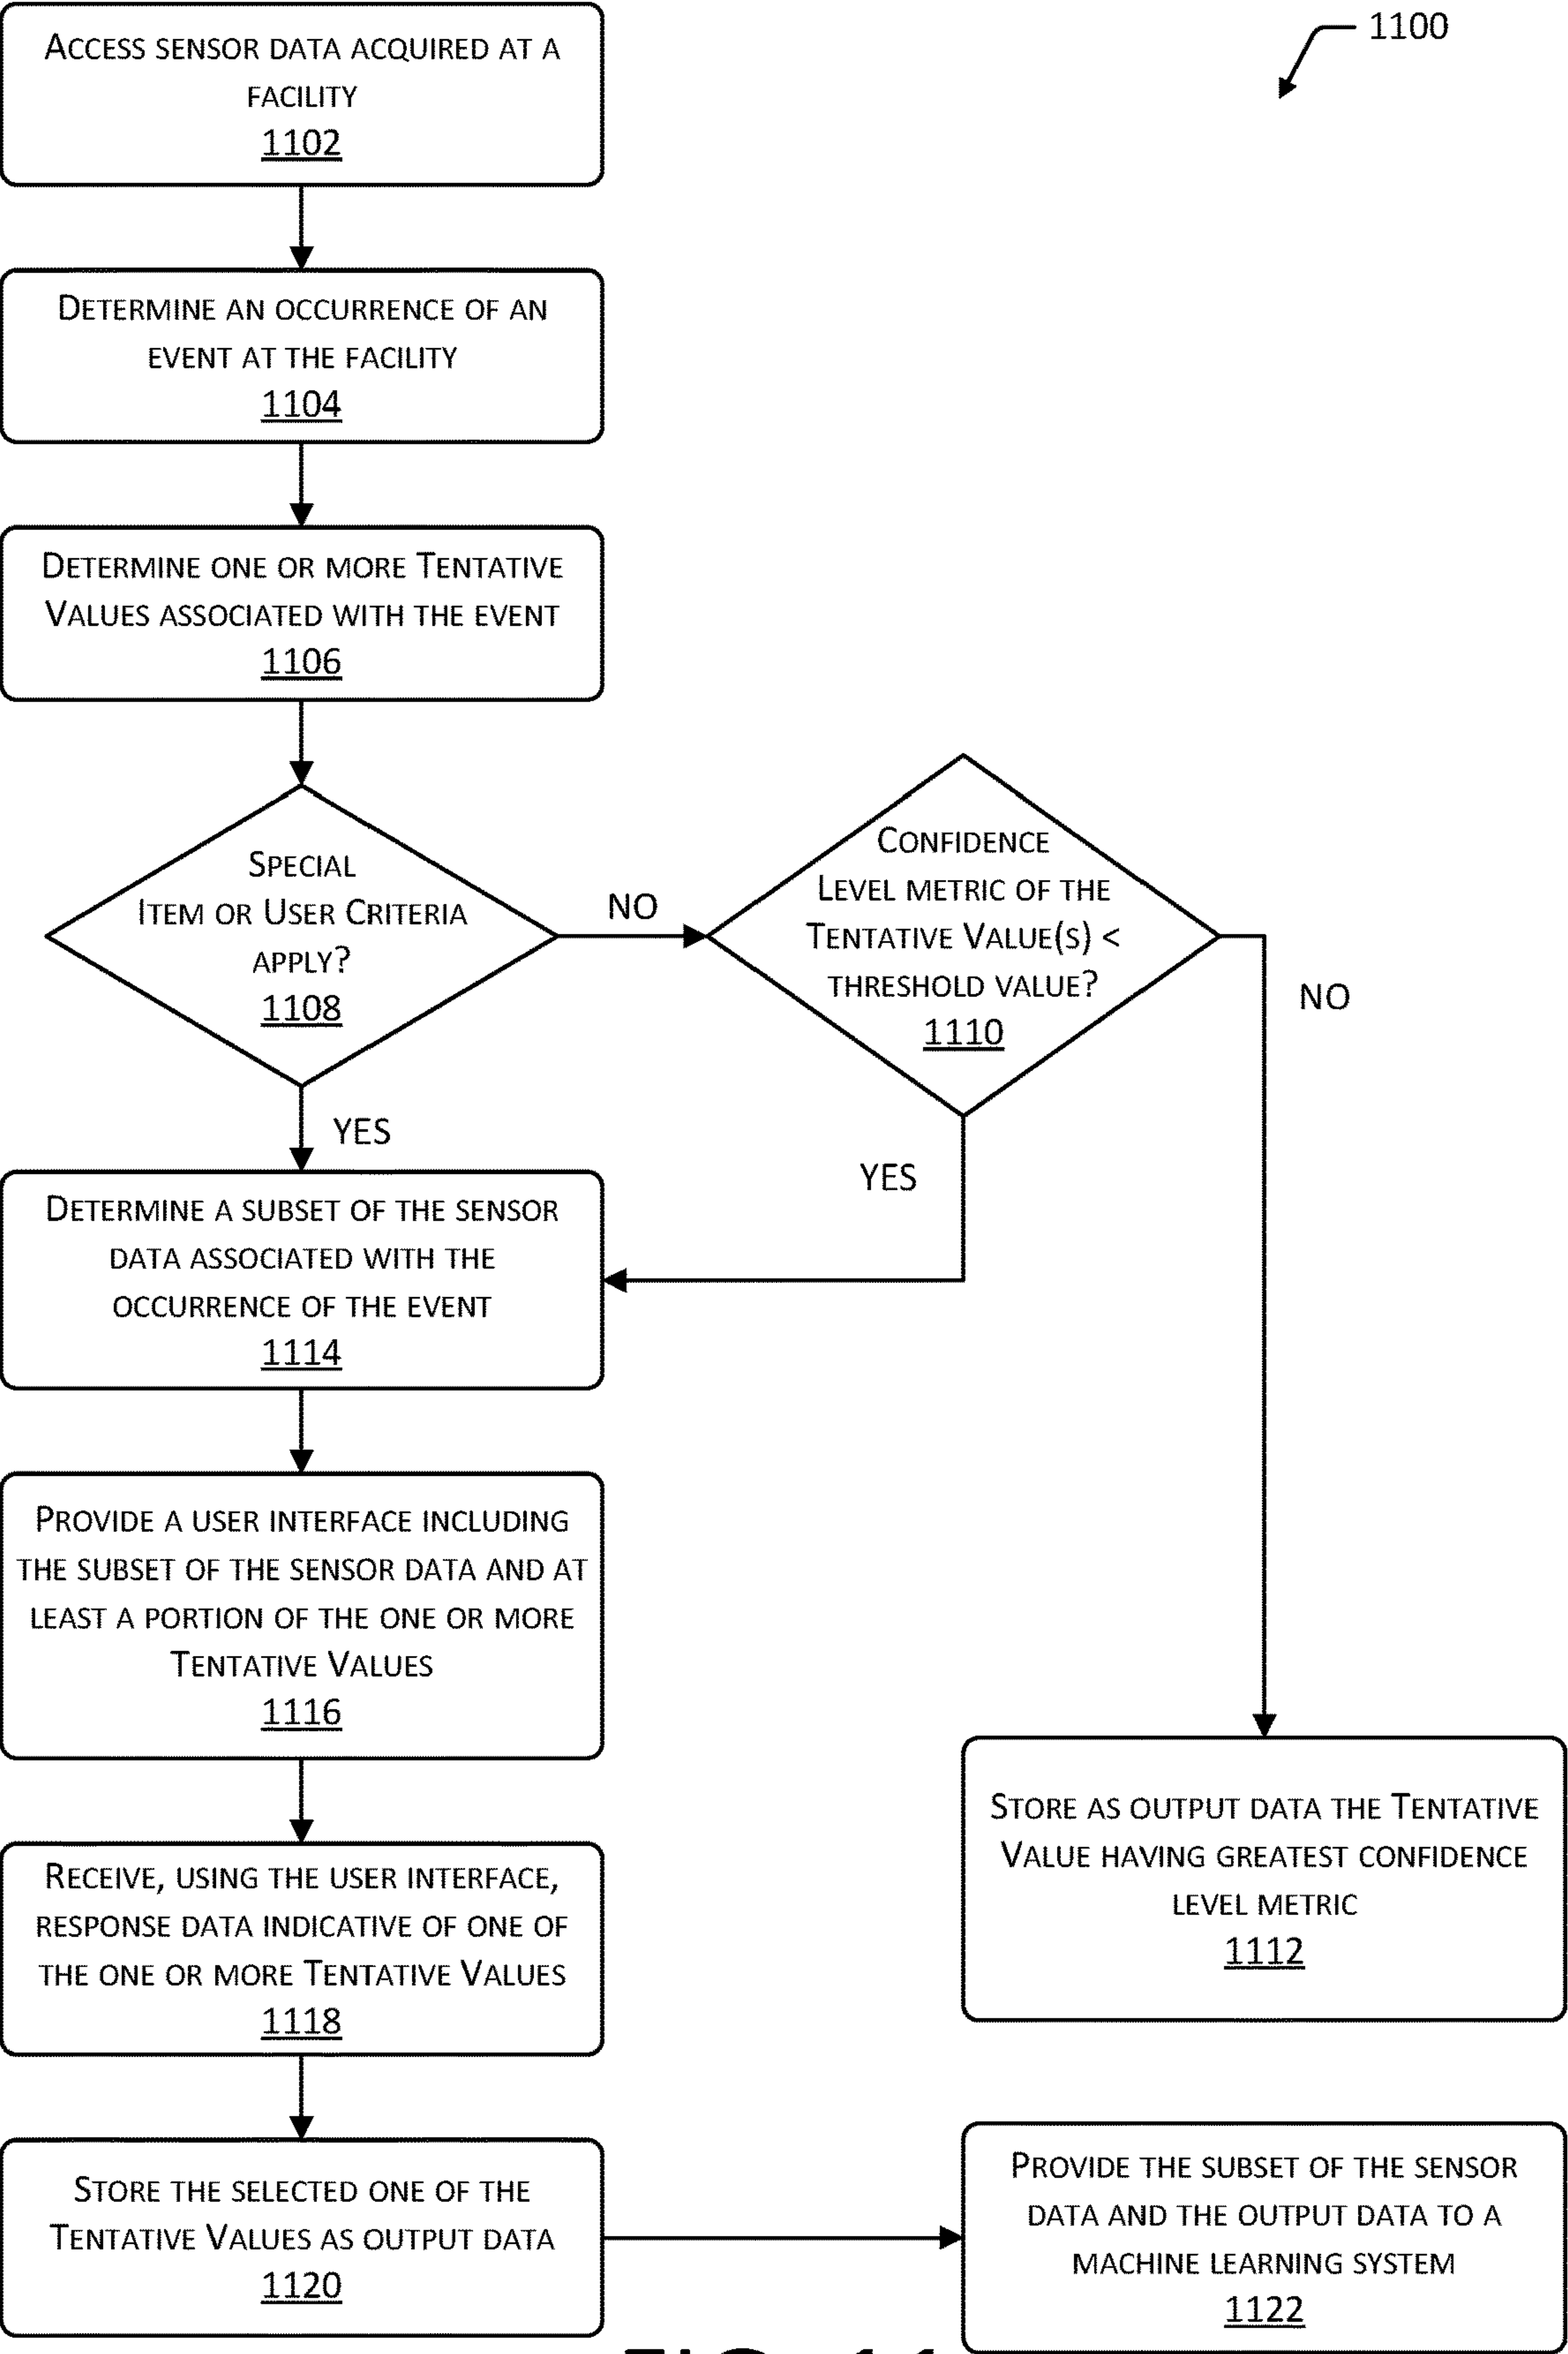 1100
ACCESS SENSOR DATA ACQUIRED AT A
FACILITY
1102
DETERMINE AN OCCURRENCE OF AN
EVENT AT THE FACILITY
1104
DETERMINE ONE OR MORE TENTATIVE
VALUES ASSOCIATED WITH THE EVENT
1106
SPECIAL
ITEM OR USER CRITERIA
APPLY?
1108
NO
CONFIDENCE
LEVEL METRIC OF THE
TENTATIVE VALUE(S) <
THRESHOLD VALUE?
1110
NO
YES
YES
DETERMINE A SUBSET OF THE SENSOR
DATA ASSOCIATED WITH THE
OCCURRENCE OF THE EVENT
1114
PROVIDE A USER INTERFACE INCLUDING
THE SUBSET OF THE SENSOR DATA AND AT
LEAST A PORTION OF THE ONE OR MORE
TENTATIVE VALUES
1116
STORE AS OUTPUT DATA THE TENTATIVE
VALUE HAVING GREATEST CONFIDENCE
LEVEL METRIC
1112
RECEIVE, USING THE USER INTERFACE,
RESPONSE DATA INDICATIVE OF ONE OF
THE ONE OR MORE TENTATIVE VALUES
1118
STORE THE SELECTED ONE OF THE
TENTATIVE VALUES AS OUTPUT DATA
1120
PROVIDE THE SUBSET OF THE SENSOR
DATA AND THE OUTPUT DATA TO A
MACHINE LEARNING SYSTEM
1122